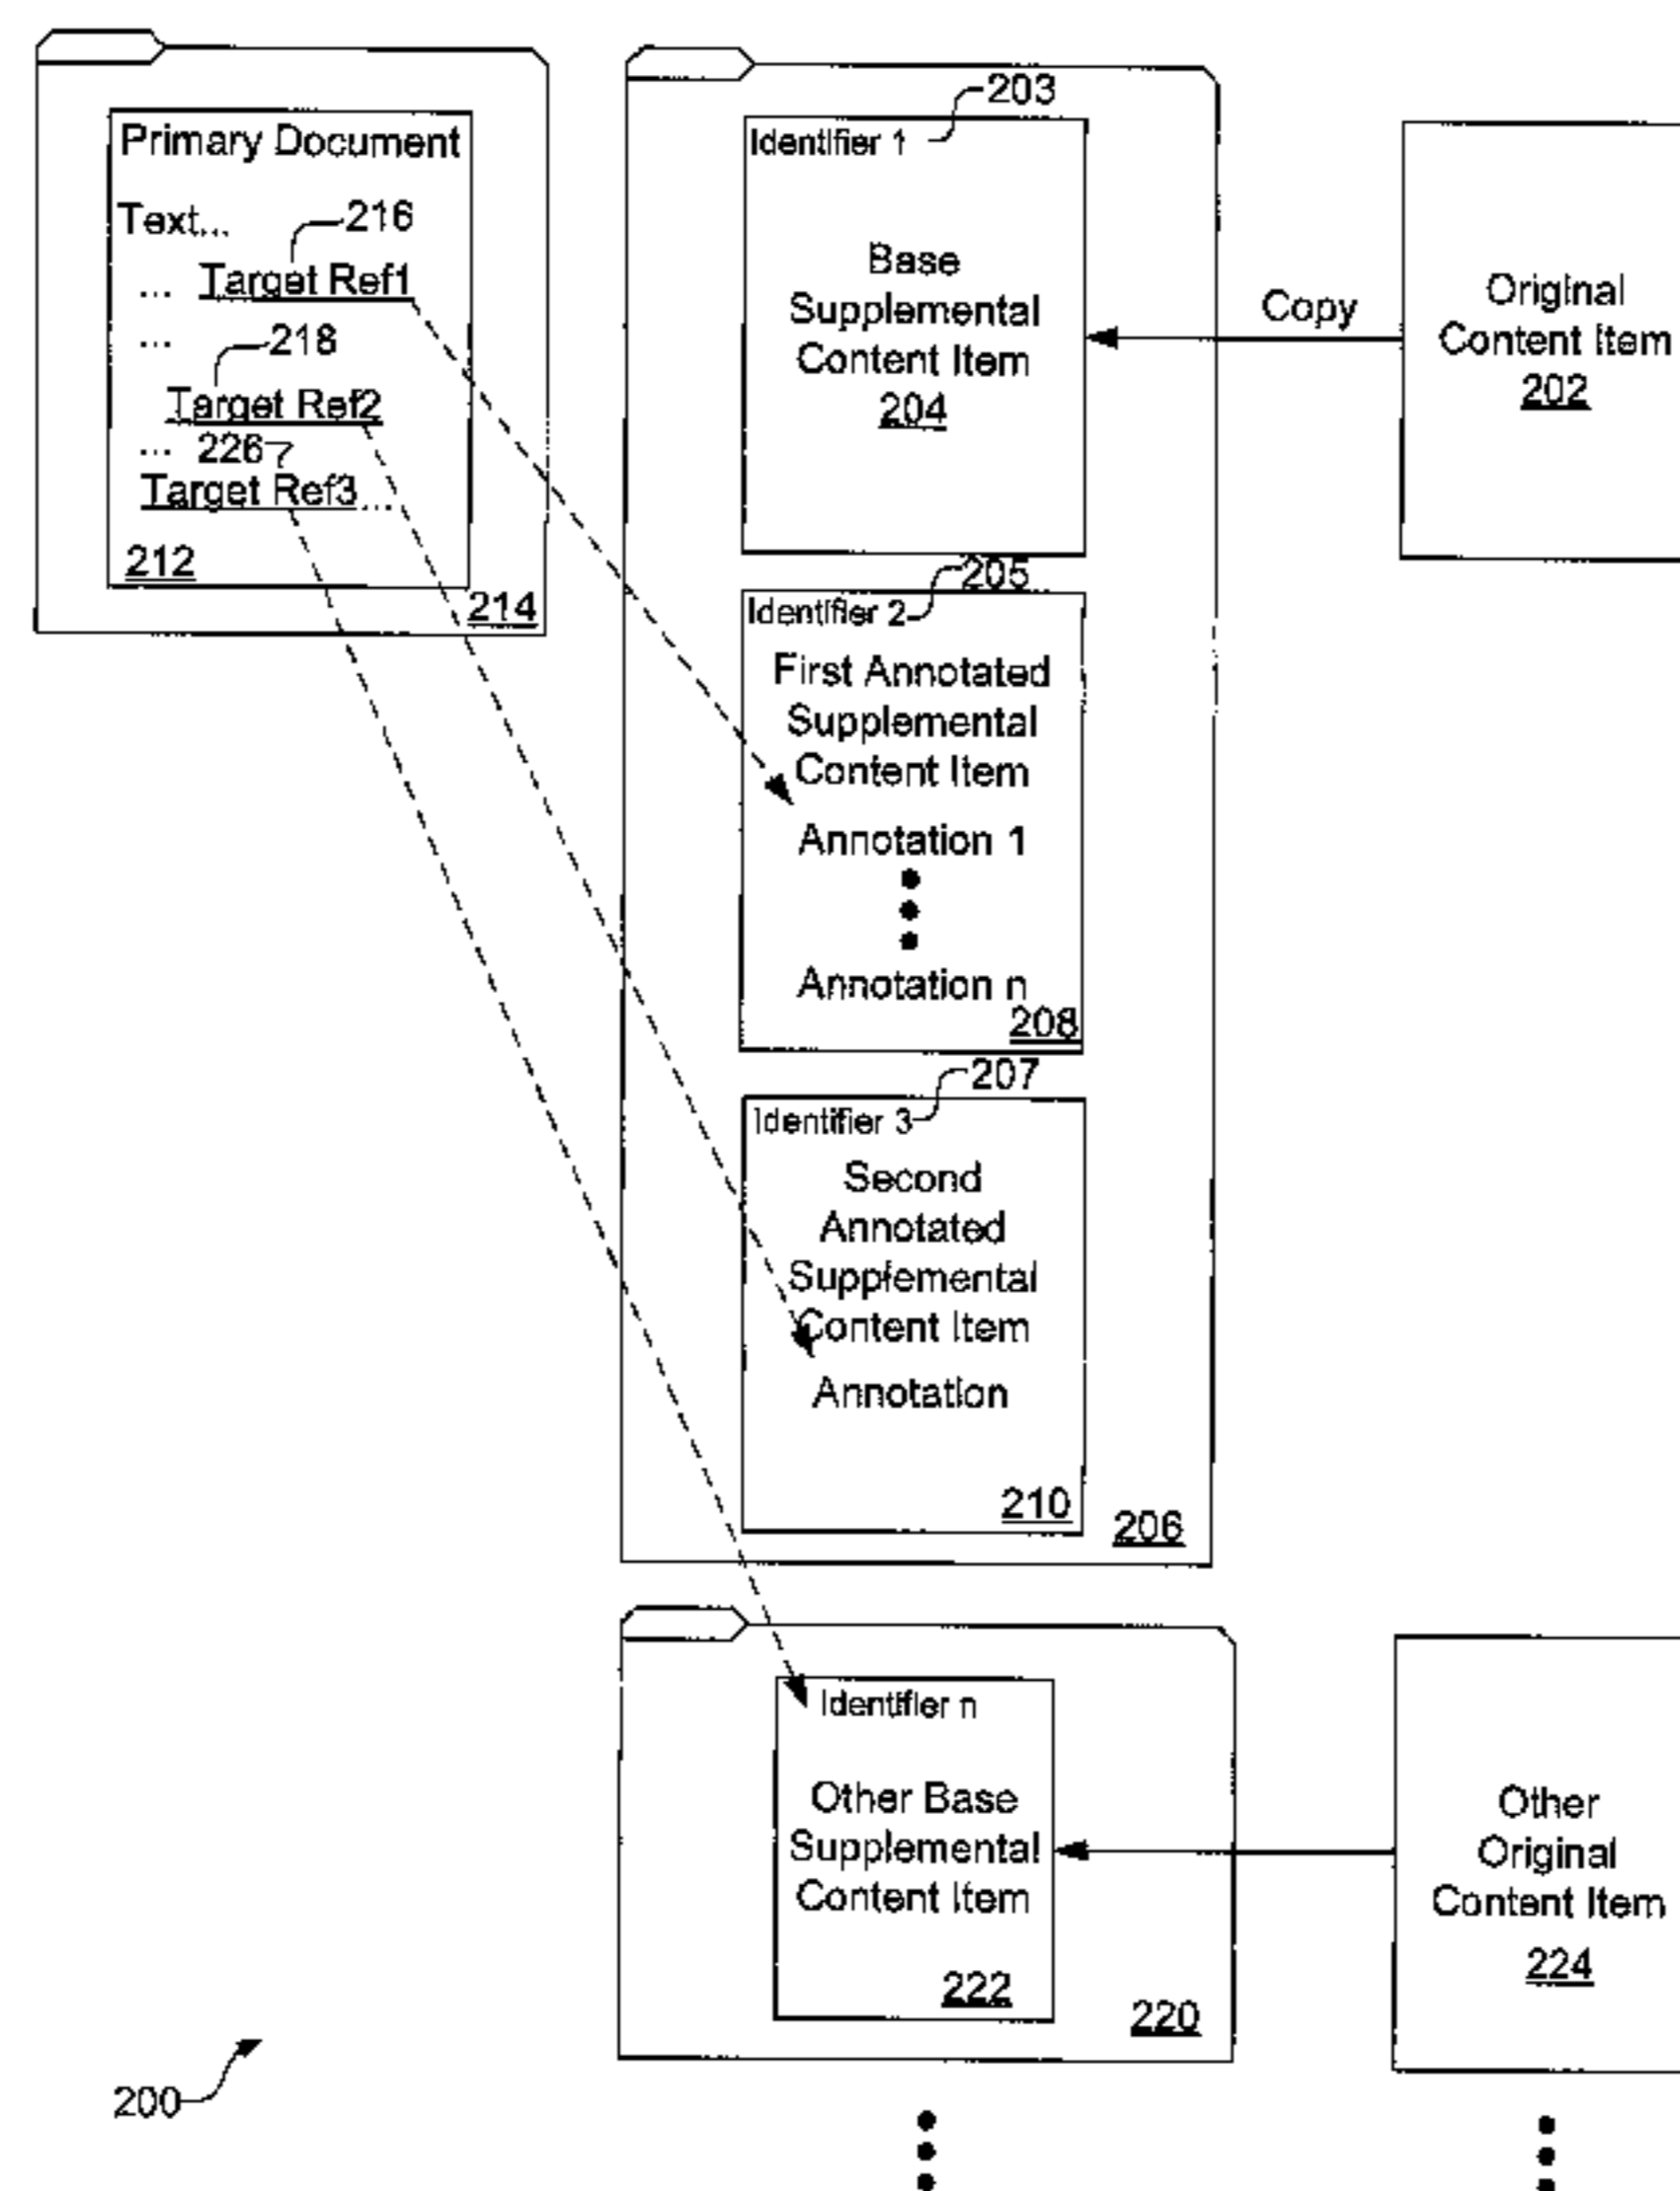 Primary Document
Text...
216
... Target Ref1
...
218
Target Ref2
... 226
Target Ref3 ...
212
214
203
Identifier 1
Base
Supplemental
Content Item
204
Copy
Original
Content Item
202
205
Identifier 2
First Annotated
Supplemental
Content Item
Annotation 1
Annotation n
208
207
Identifier 3
Second
Annotated
Supplemental
Content Item
Annotation
210
206
Identifier n
Other Base
Supplemental
Content Item
222
220
Other
Original
Content Item
224
200